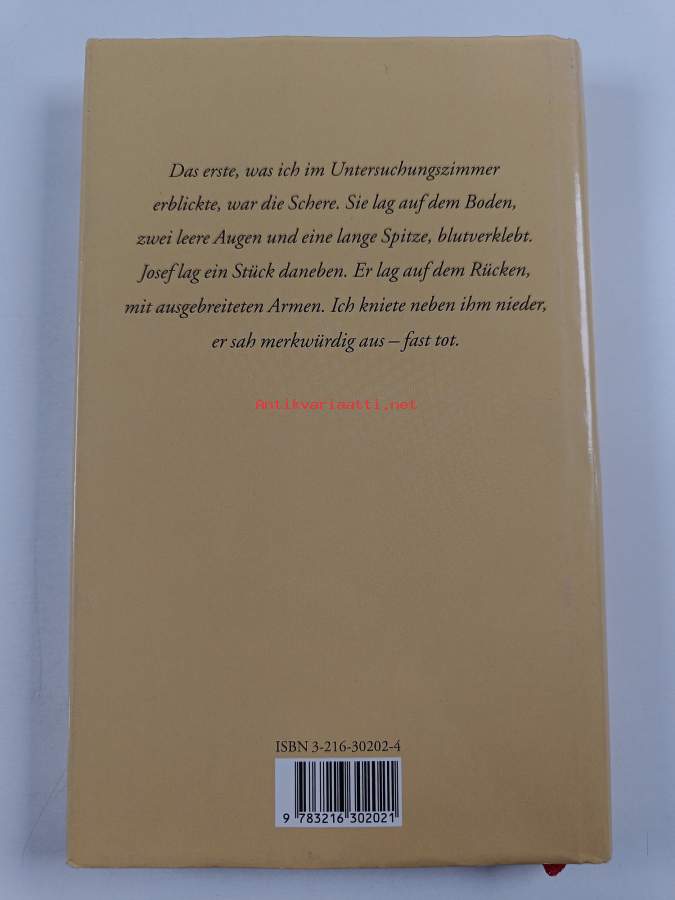 Das erste, was ich im Untersuchungszimmer
erblickte, war die Schere. Sie lag auf dem Boden,
zwei leere Augen und eine lange Spitze, blutverklebt.
Josef lag ein Stück daneben. Er lag auf dem Rücken,
mit ausgebreiteten Armen. Ich kniete neben ihm nieder,
er sah merkwürdig aus – fast tot.
Antikvariaatti.net
ISBN 3-216-30202-4
9 783216 302021